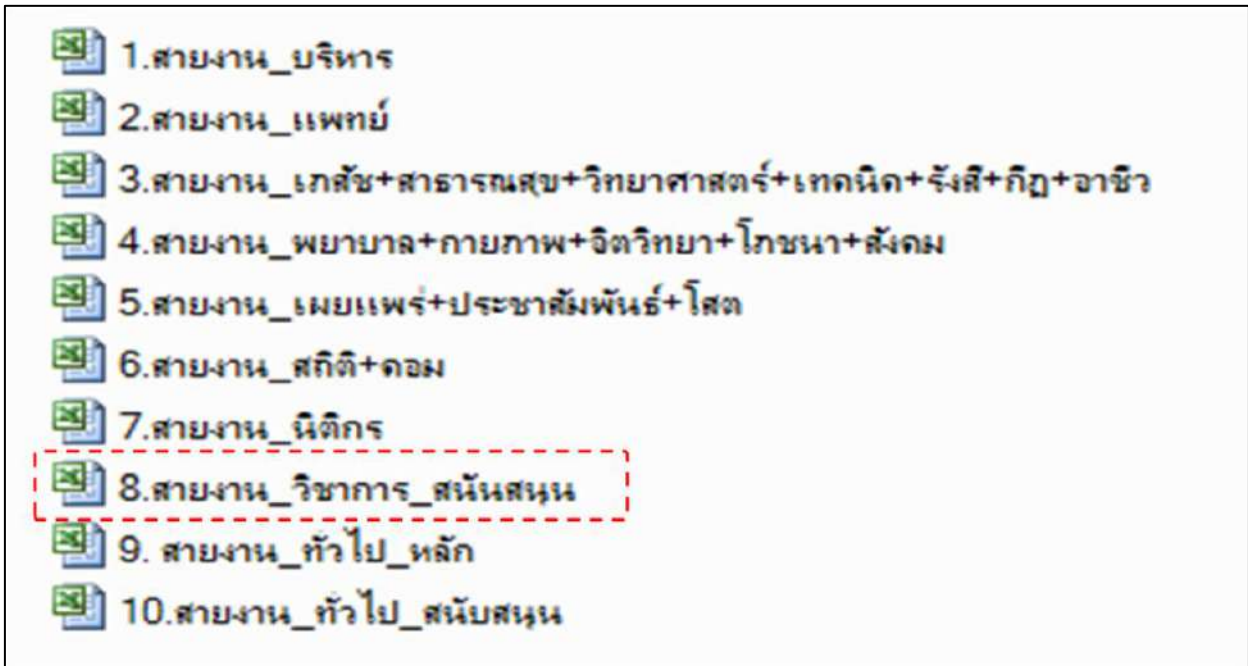 1.สายงาน_บริหาร
2.สายงาน_แพทย์
3.สายงาน_เภสัช+สาธารณสุข+วิทยาศาสตร์+เทคนิค+รังสี+กีฏ+อาชีว
4.สายงาน_พยาบาล+กายภาพ+จิตวิทยา+โภชนา+สังคม
5.สายงาน_เผยแพร่+ประชาสัมพันธ์+โสต
6.สายงาน_สถิติ+คอม
7.สายงาน_นิติกร
8.สายงาน_วิชาการ_สนันสนุน
9. สายงาน_ทั่วไป_หลัก
10.สายงาน_ทั่วไป_สนับสนุน